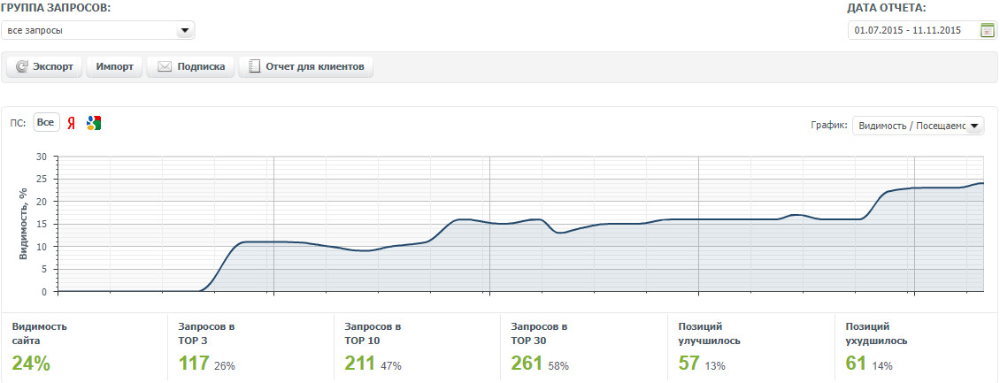 ГРУППА ЗАПРОСОВ:
ДАТА ОТЧЕТА:
все запросы
01.07.2015 - 11.11.2015
Экспорт
Импорт
Подписка
Отчет для клиентов
ПС:
Все
Я
График:
Видимость / Посещаемо
30
25
20
15
10
5
0
Видимость, %
Видимость
сайта
24%
Запросов в
TOP 3
117 26%
Запросов в
TOP 10
211 47%
Запросов в
TOP 30
261 58%
Позиций
улучшилось
57 13%
Позиций
ухудшилось
61 14%